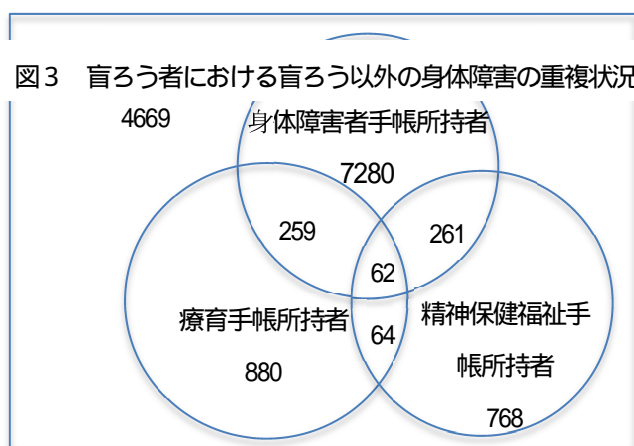 図3 盲ろう者における盲ろう以外の身体障害の重複状況
4669
身体障害者手帳所持者
7280
259
261
62
療育手帳所持者
精神保健福祉手
帳所持者
64
880
768